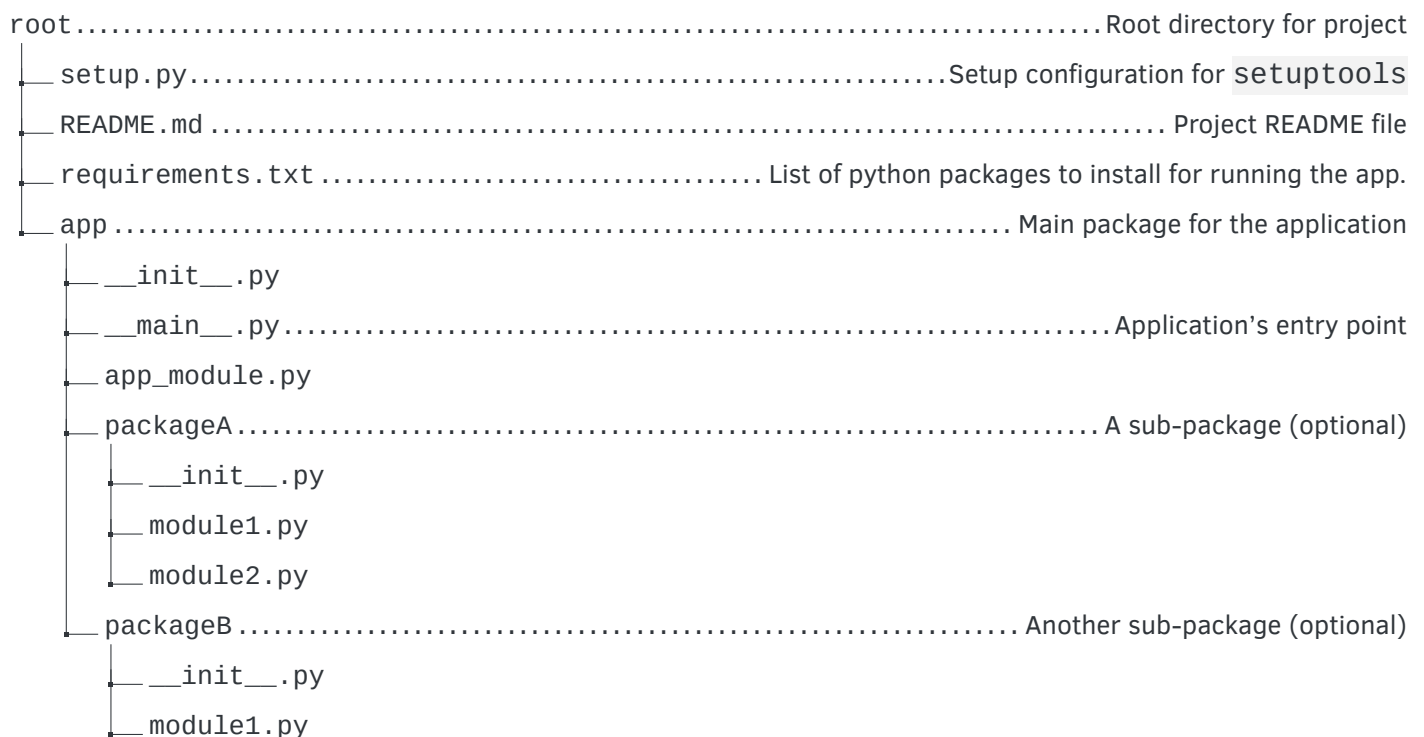 root........................................................................................Root directory for project
setup.py.................................................................Setup configuration for setuptools
README.md .................................................................................. Project README file
requirements.txt ...................................... List of python packages to install for running the app.
app ............................................................................. Main package for the application
__init__.py
__main__.py.......................................................................Application’s entry point
app_module.py
packageA.......................................................................... A sub-package (optional)
__init__.py
module1.py
module2.py
packageB ................................................................... Another sub-package (optional)
__init__.py
module1.py